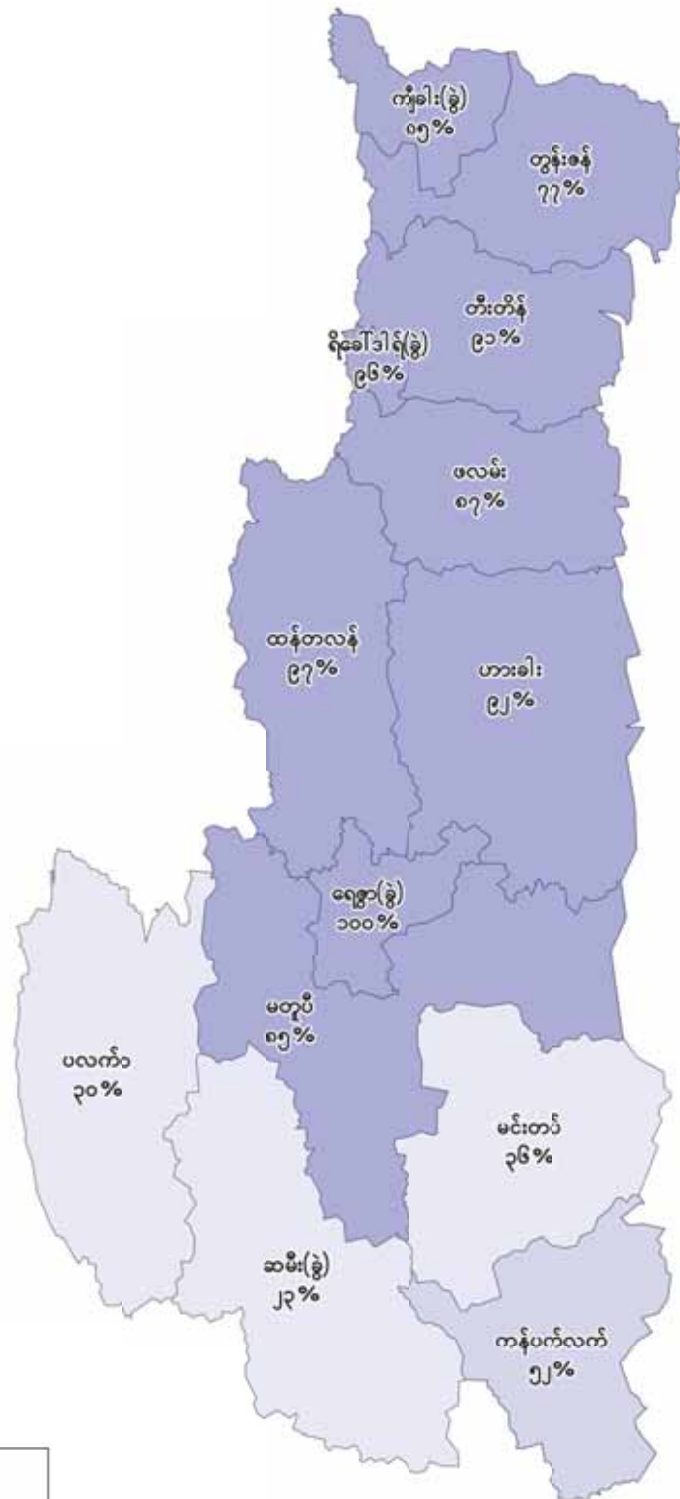 ကျီခါး(ခွဲ)
၈၅%
တွန်းဇန်
၇၇%
တီးတိန်
၉၁%
ရိခေါ်ဒါရ်(ခွဲ)
၉၆%
ဖလမ်း
၈၇%
ထန်တလန်
၉၇%
ဟားခါး
၉၂%
ရေဇွာ(ခွဲ)
၁၀၀%
မတူပီ
၈၅%
ပလက်ဝ
၃၀%
မင်းတပ်
၃၆%
ဆမီး(ခွဲ)
၂၃%
ကန်ပက်လက်
၅၂%